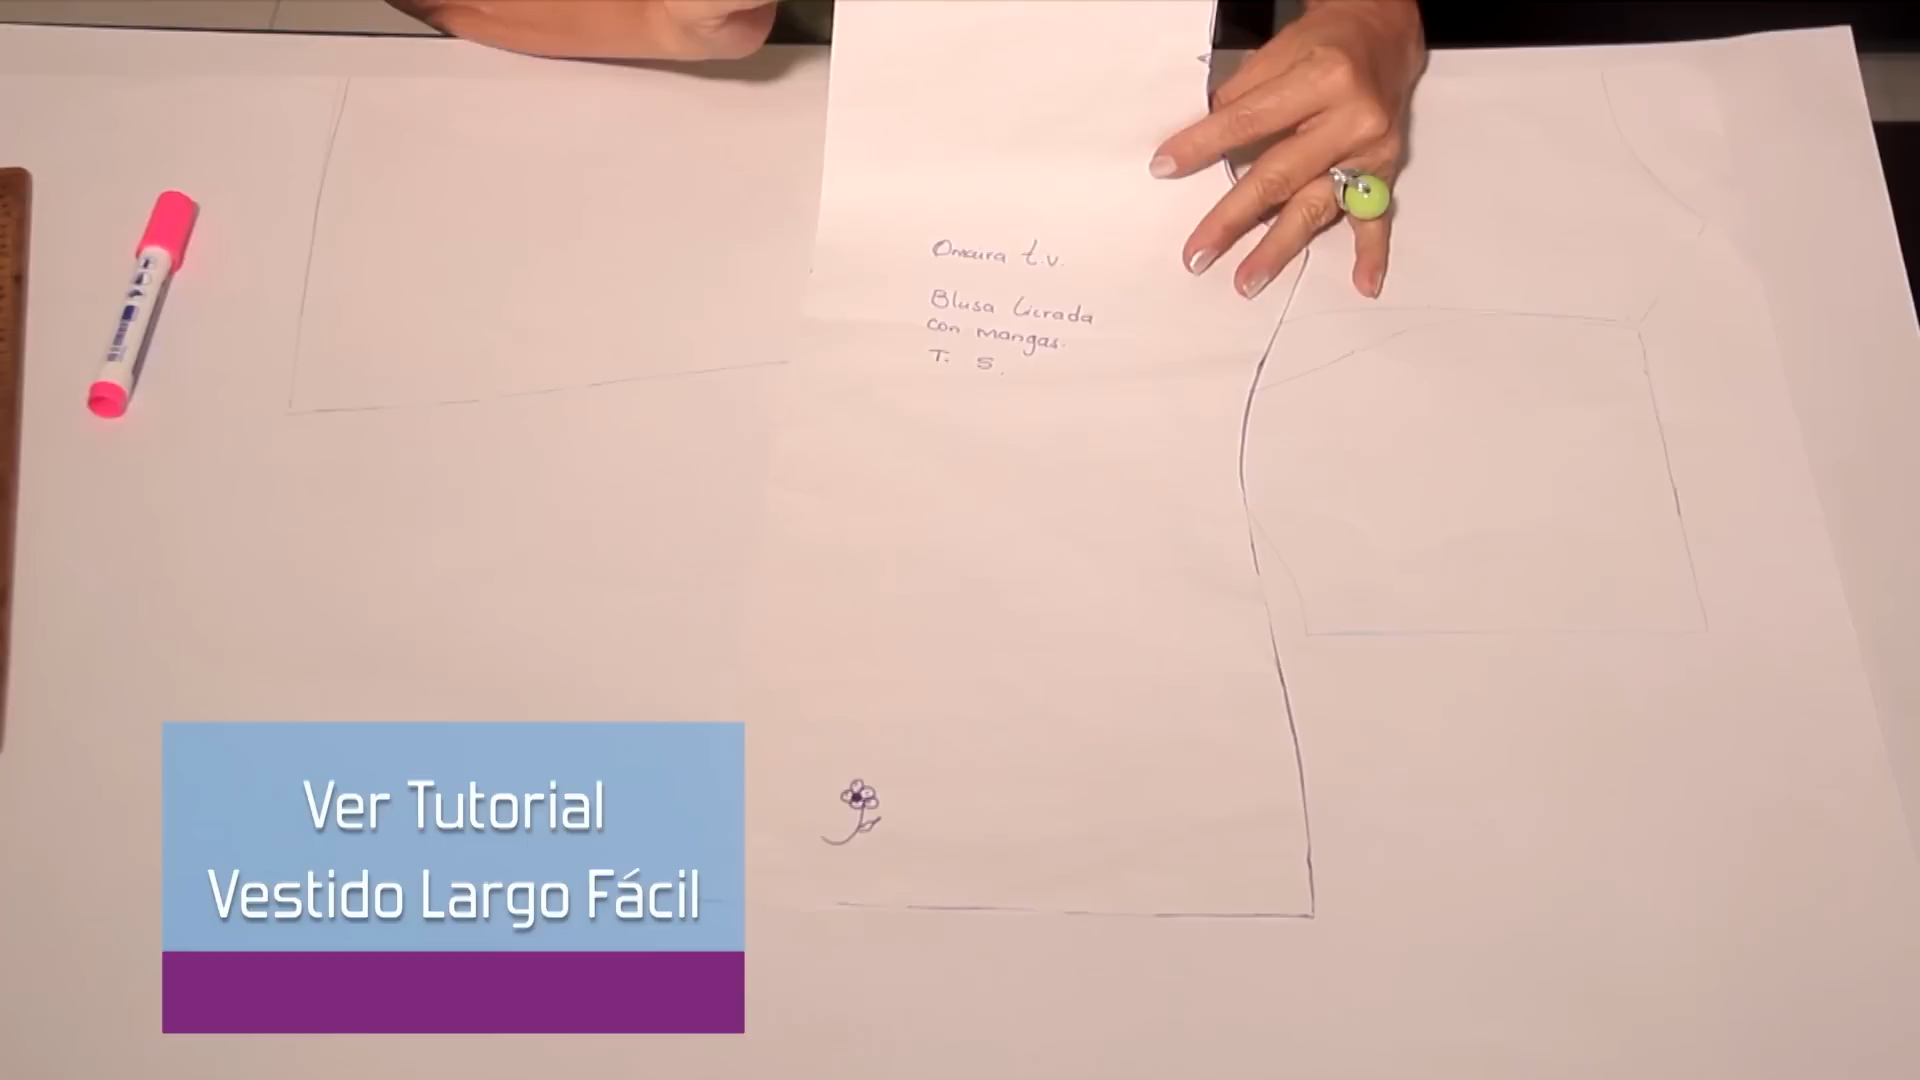 Omaira t.v.
Blusa Licrada
con mangas.
T. S.
Ver Tutorial
Vestido Largo Fácil